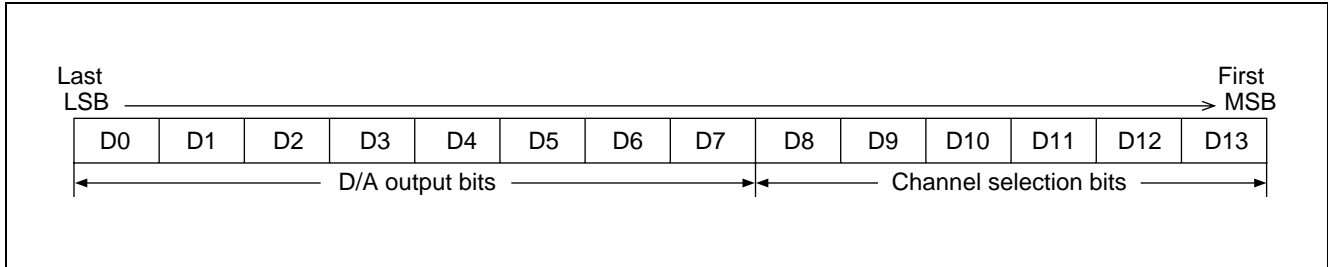 Last First
LSB MSB
D0 D1 D2 D3 D4 D5 D6 D7 D8 D9 D10 D11 D12 D13
D/A output bits Channel selection bits